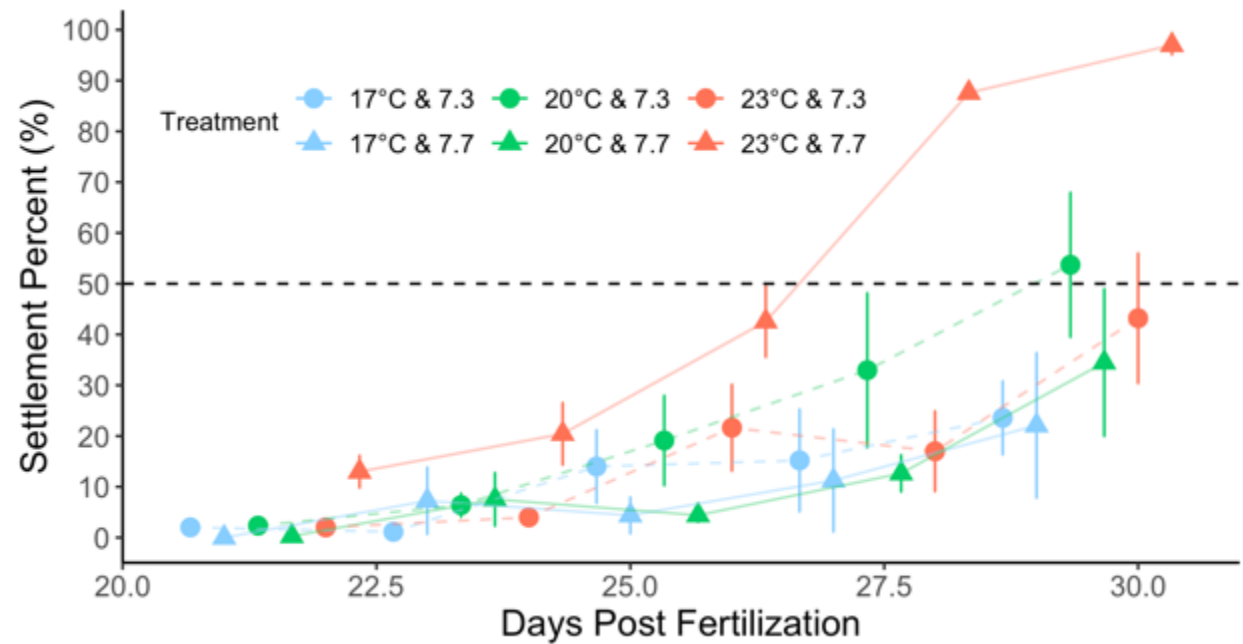 100
90
80
70
60
50
40
30
20
10
0
Settlement Percent (%)
Treatment
17°C & 7.3 20°C & 7.3 23°C & 7.3
17°C & 7.7 20°C & 7.7 23°C & 7.7
20.0 22.5 25.0 27.5 30.0
Days Post Fertilization